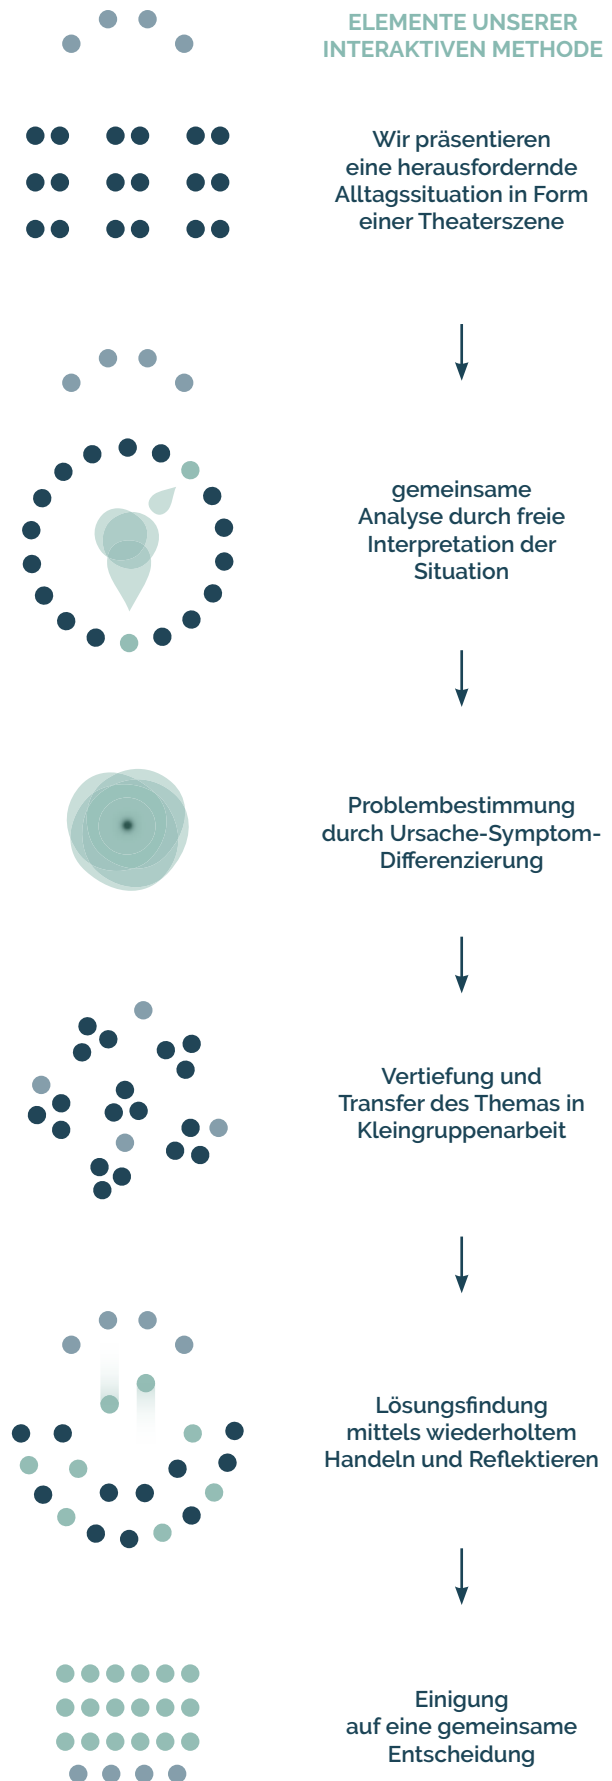 ELEMENTE UNSERER
INTERAKTIVEN METHODE
Wir präsentieren
eine herausfordernde
Alltagssituation in Form
einer Theaterszene
gemeinsame
Analyse durch freie
Interpretation der
Situation
Problembestimmung
durch Ursache-Symptom-
Differenzierung
Vertiefung und
Transfer des Themas in
Kleingruppenarbeit
Lösungsfindung
mittels wiederholtem
Handeln und Reflektieren
Einigung
auf eine gemeinsame
Entscheidung